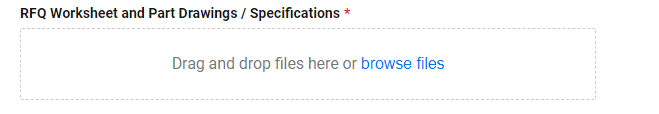 RFQ Worksheet and Part Drawings / Specifications *
Drag and drop files here or browse files